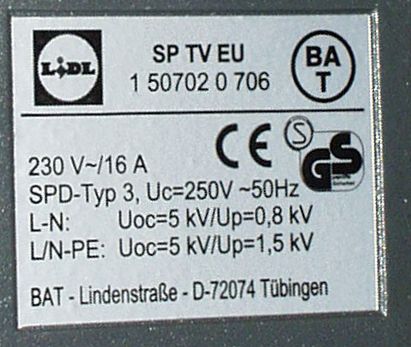 LiDL
SP TV EU
1 50702 0 706
BA
T
CE
S
GS
230 V~/16 A
SPD-Typ 3, Uc=250V ~50Hz
L-N: Uoc=5 kV/Up=0,8 kV
L/N-PE: Uoc=5 kV/Up=1,5 kV
BAT - Lindenstraße - D-72074 Tübingen